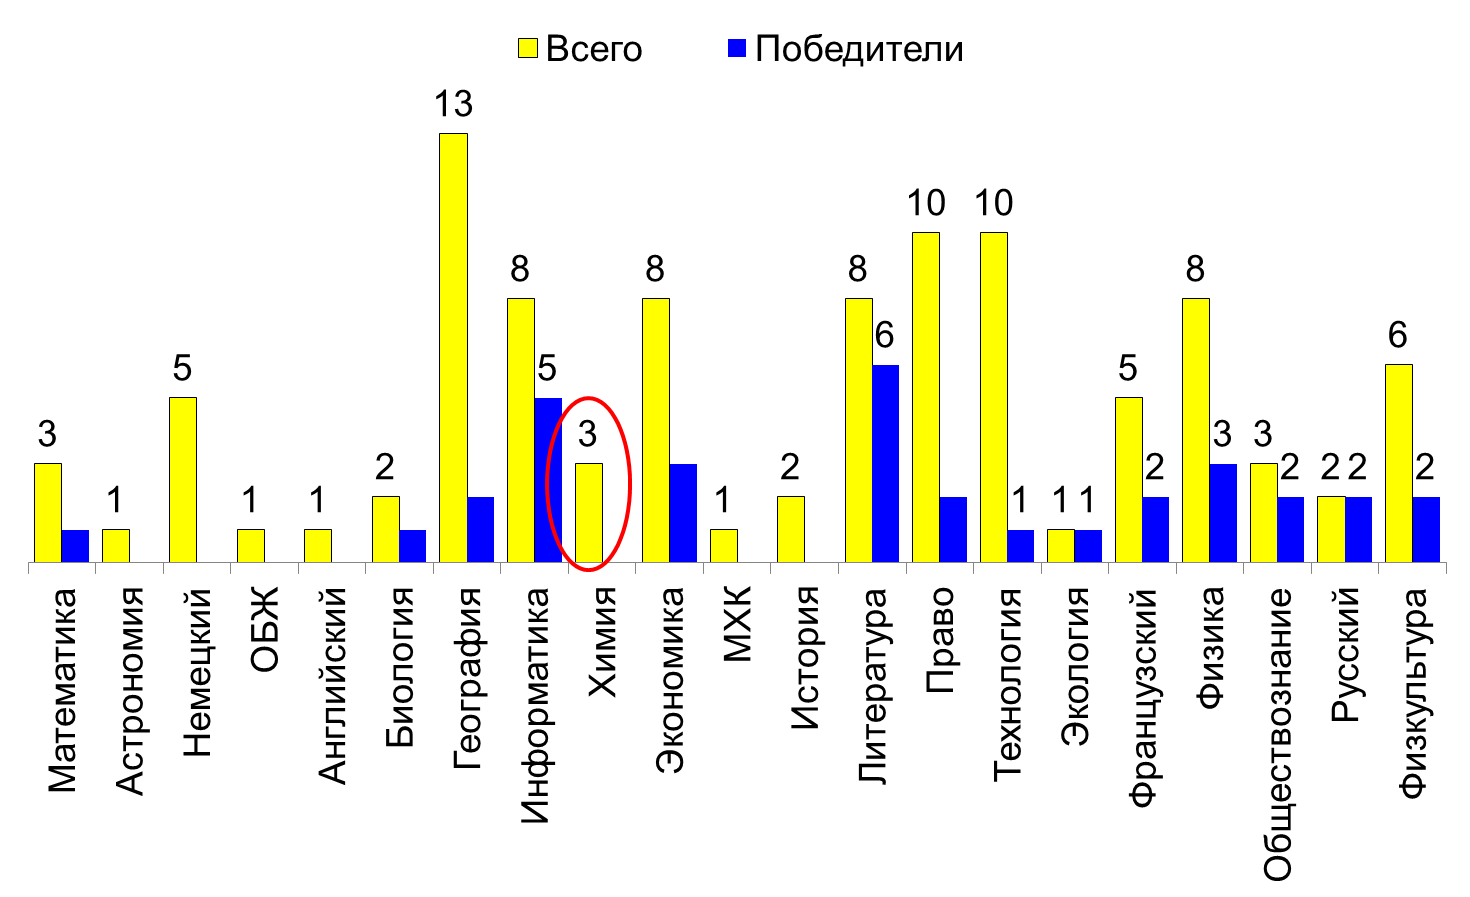 Всего Победители
13
10 10
8 8 8 8
6 6
5 5 5
3 3 3 3
2 2 2 2 2 2 2
1 1 1 1 1 1 1
Математика
Астрономия
Немецкий
ОБЖ
Английский
Биология
География
Информатика
Химия
Экономика
МХК
История
Литература
Право
Технология
Экология
Французский
Физика
Обществознание
Русский
Физкультура